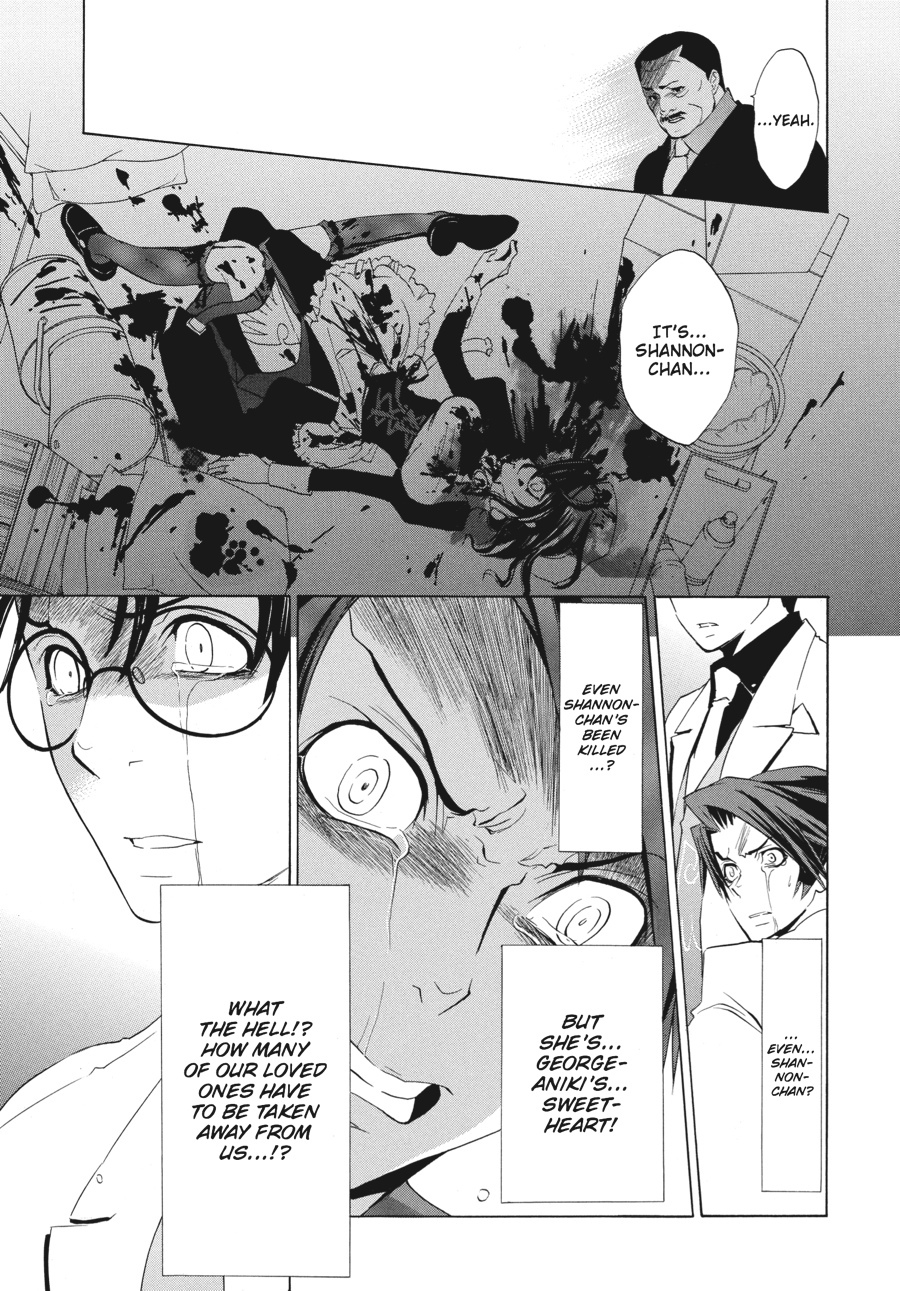 ...YEAH.
IT'S...
SHANNON-
CHAN...
...
EVEN...
SHAN-
NON-
CHAN?
EVEN
SHANNON-
CHAN'S
BEEN
KILLED
...?
BUT
SHE'S...
GEORGE-
ANIKI'S...
SWEET-
HEART!
WHAT
THE HELL!?
HOW MANY
OF OUR LOVED
ONES HAVE
TO BE TAKEN
AWAY FROM
US...!?